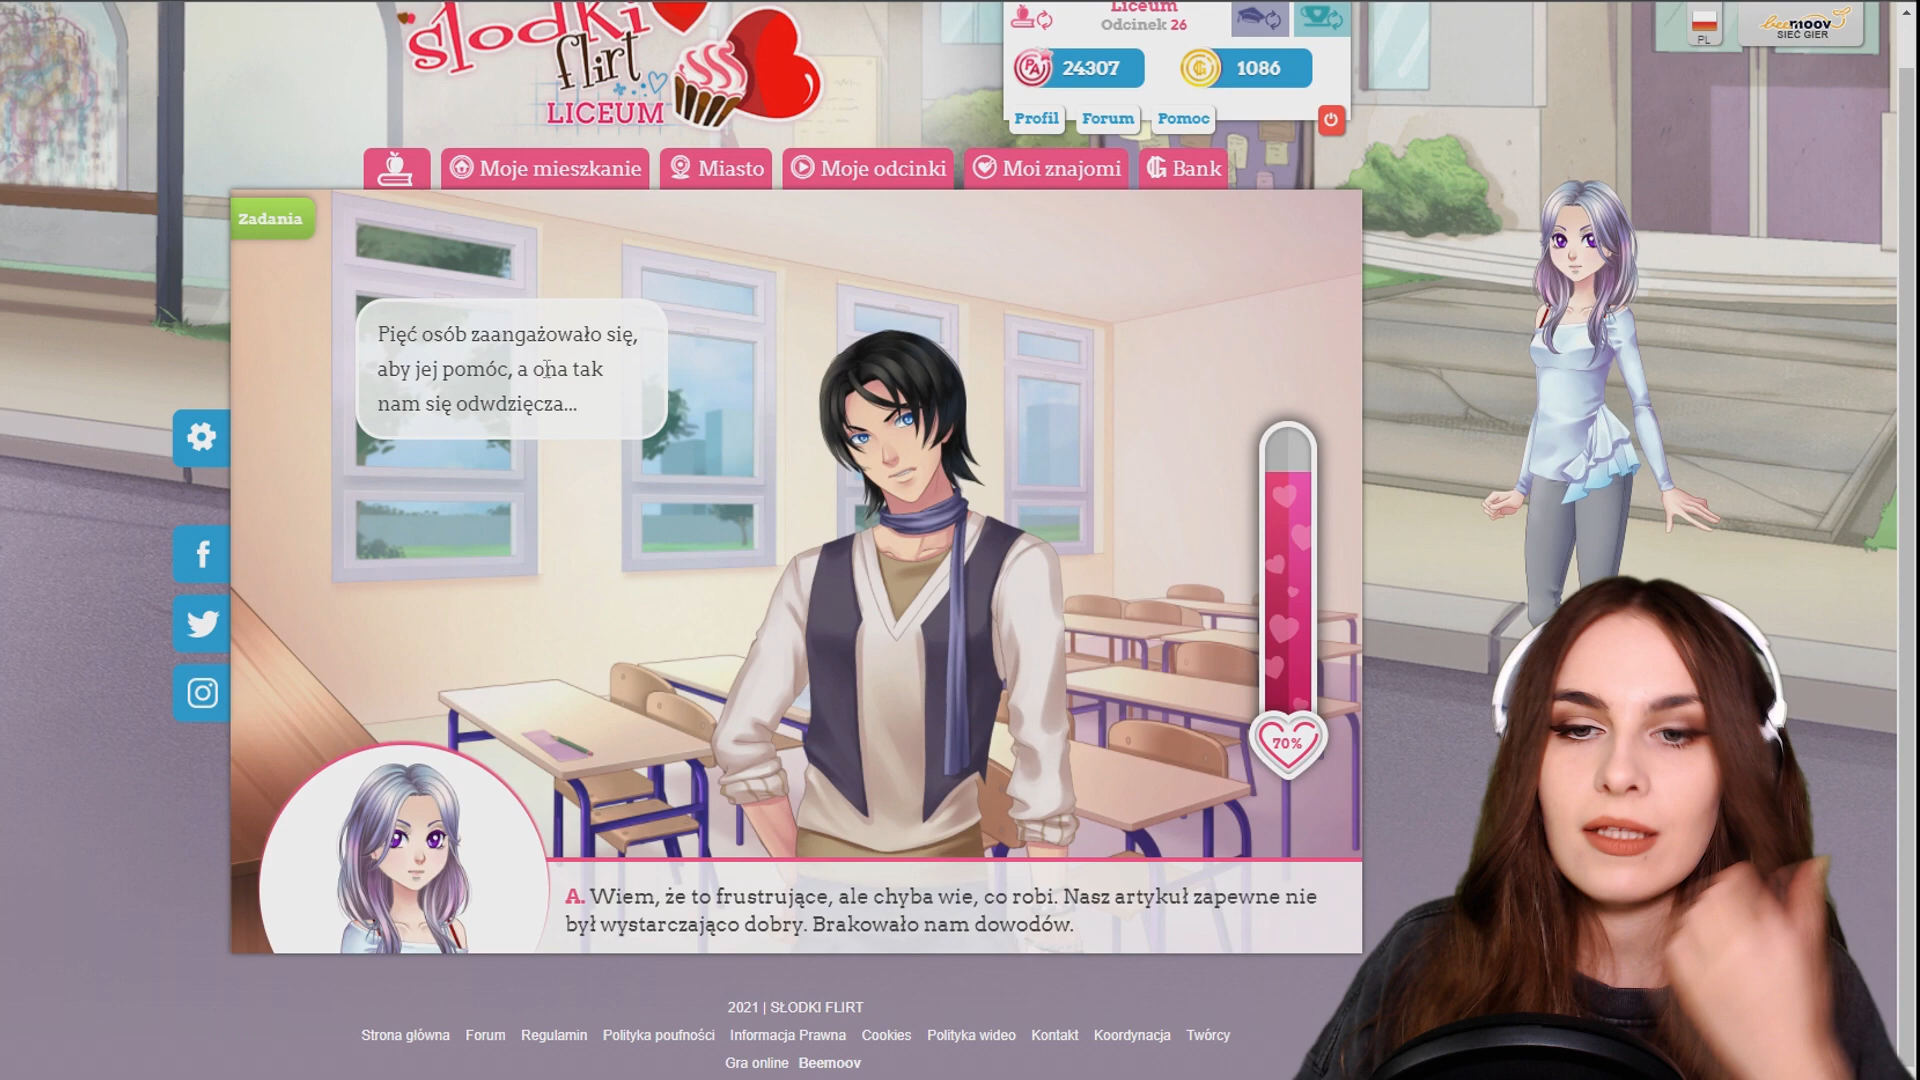 słodki
flirt
LICEUM
Liceum
Odcinek 26
PA
24307
1086
Profil
Forum
Pomoc
PL
beemoov
SIEĆ GIER
Moje mieszkanie
Miasto
Moje odcinki
Moi znajomi
Bank
Zadania
Pięć osób zaangażowało się,
aby jej pomóc, a ona tak
nam się odwdzięcza...
70%
A. Wiem, że to frustrujące, ale chyba wie, co robi. Nasz artykuł zapewne nie
był wystarczająco dobry. Brakowało nam dowodów.
2021 | SŁODKI FLIRT
Strona główna Forum Regulamin Polityka poufności Informacja Prawna Cookies Polityka wideo Kontakt Koordynacja Twórcy
Gra online Beemoov